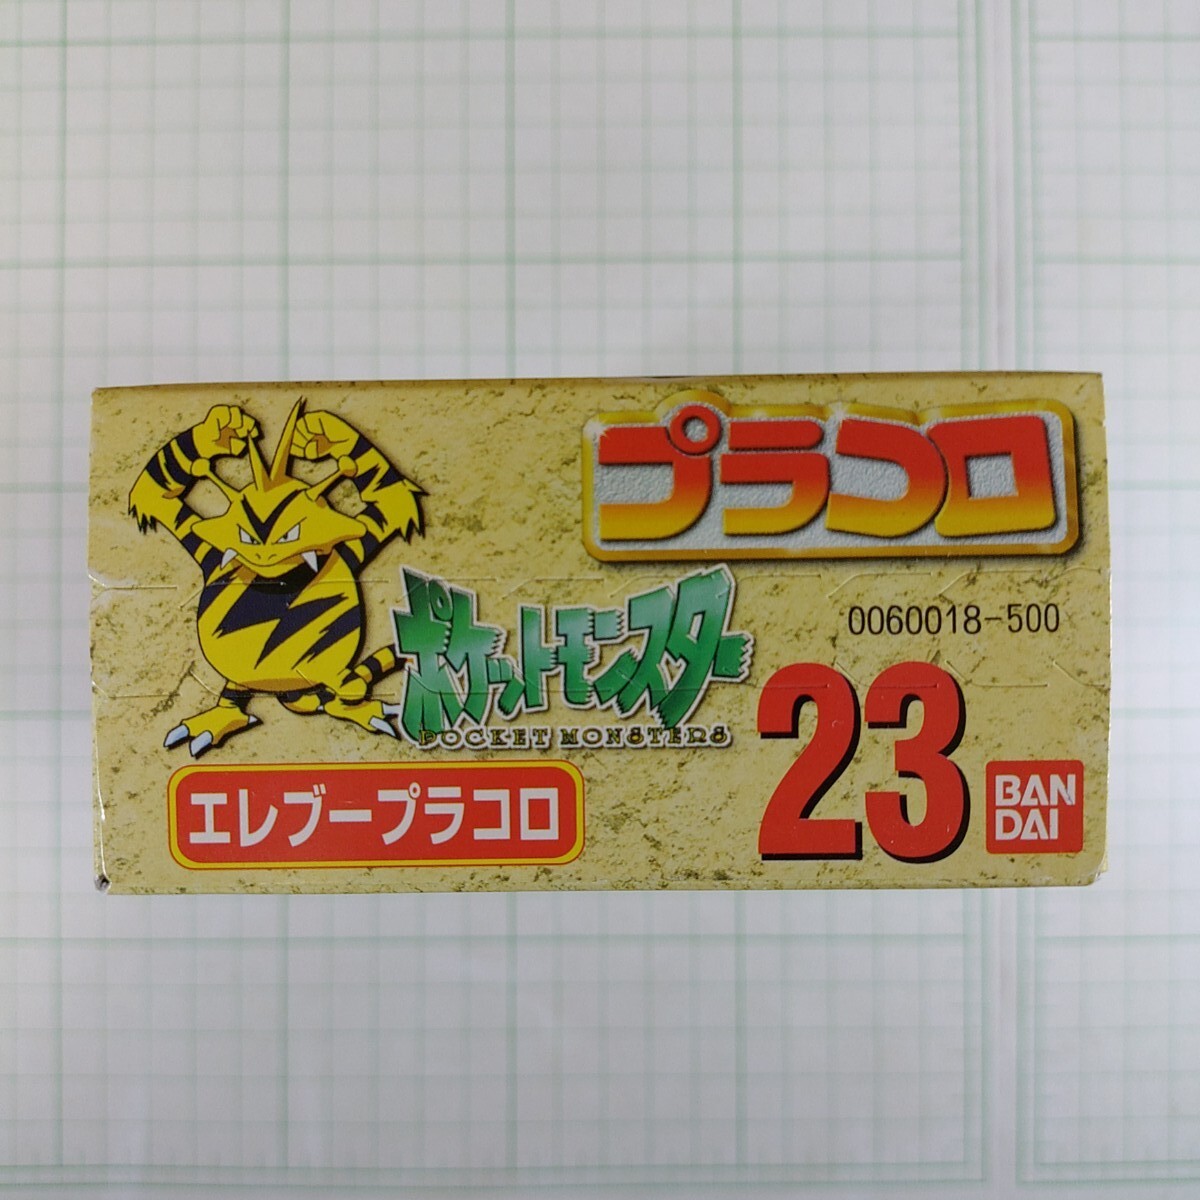 プラコロ
ポケットモンスター
POCKET MONSTERS
0060018-500
23
エレブープラコロ
BAN
DAI